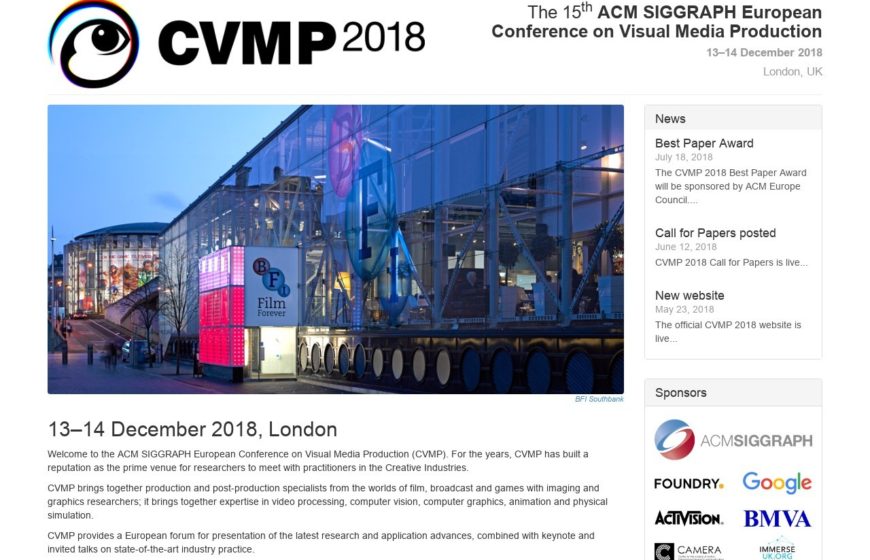 CVMP 2018
The 15th ACM SIGGRAPH European
Conference on Visual Media Production
13–14 December 2018
London, UK
BFI
Film
Forever
BFI Southbank
13–14 December 2018, London
Welcome to the ACM SIGGRAPH European Conference on Visual Media Production (CVMP). For the years, CVMP has built a
reputation as the prime venue for researchers to meet with practitioners in the Creative Industries.
CVMP brings together production and post-production specialists from the worlds of film, broadcast and games with imaging and
graphics researchers; it brings together expertise in video processing, computer vision, computer graphics, animation and physical
simulation.
CVMP provides a European forum for presentation of the latest research and application advances, combined with keynote and
invited talks on state-of-the-art industry practice.
News
Best Paper Award
July 18, 2018
The CVMP 2018 Best Paper Award
will be sponsored by ACM Europe
Council....
Call for Papers posted
June 12, 2018
CVMP 2018 Call for Papers is live...
New website
May 23, 2018
The official CVMP 2018 website is
live...
Sponsors
ACMSIGGRAPH
FOUNDRY.
Google
ACTIVISION
BMVA
CAMERA
IMMERSE
UK.ORG